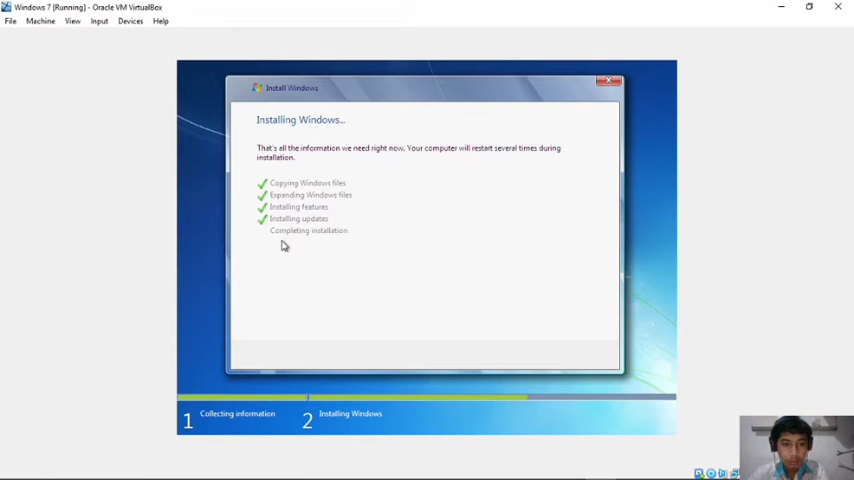 Windows 7 [Running] - Oracle VM VirtualBox
File Machine View Input Devices Help
Install Windows
Installing Windows...
That's all the information we need right now. Your computer will restart several times during
installation.
Copying Windows files
Expanding Windows files
Installing features
Installing updates
Completing installation
1 Collecting information 2 Installing Windows